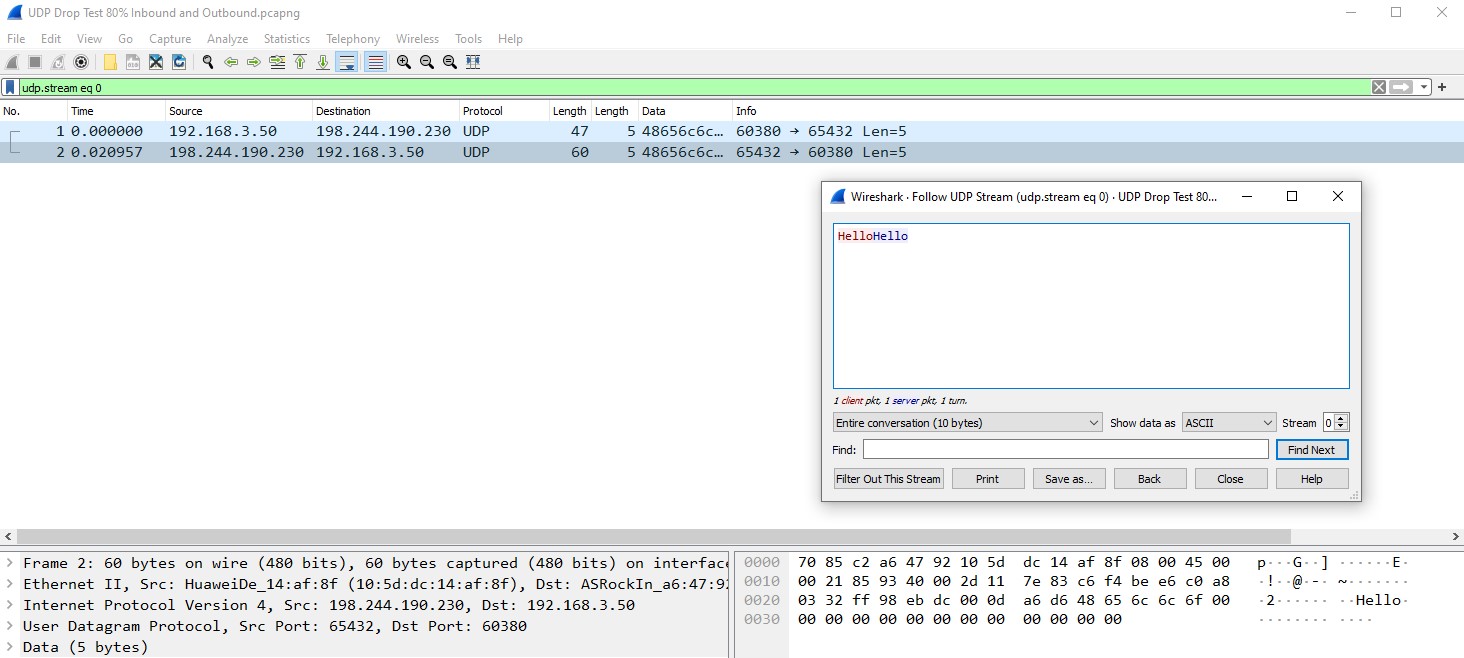 UDP Drop Test 80% Inbound and Outbound.pcapng
File Edit View Go Capture Analyze Statistics Telephony Wireless Tools Help
udp.stream eq 0
No. Time Source Destination Protocol Length Length Data Info
1 0.000000 192.168.3.50 198.244.190.230 UDP 47 5 48656c6c… 60380 → 65432 Len=5
2 0.020957 198.244.190.230 192.168.3.50 UDP 60 5 48656c6c… 65432 → 60380 Len=5
Wireshark · Follow UDP Stream (udp.stream eq 0) · UDP Drop Test 80...
HelloHello
1 client pkt, 1 server pkt, 1 turn.
Entire conversation (10 bytes) Show data as ASCII Stream 0
Find: Find Next
Filter Out This Stream Print Save as... Back Close Help
Frame 2: 60 bytes on wire (480 bits), 60 bytes captured (480 bits) on interface
Ethernet II, Src: HuaweiDe_14:af:8f (10:5d:dc:14:af:8f), Dst: ASRockIn_a6:47:92
Internet Protocol Version 4, Src: 198.244.190.230, Dst: 192.168.3.50
User Datagram Protocol, Src Port: 65432, Dst Port: 60380
Data (5 bytes)
0000 70 85 c2 a6 47 92 10 5d dc 14 af 8f 08 00 45 00 p···G··] ······E·
0010 00 21 85 93 40 00 2d 11 7e 83 c6 f4 be e6 c0 a8 ·!··@·-· ~·······
0020 03 32 ff 98 eb dc 00 0d a6 d6 48 65 6c 6c 6f 00 ·2······ ··Hello·
0030 00 00 00 00 00 00 00 00 00 00 00 00 ········ ····